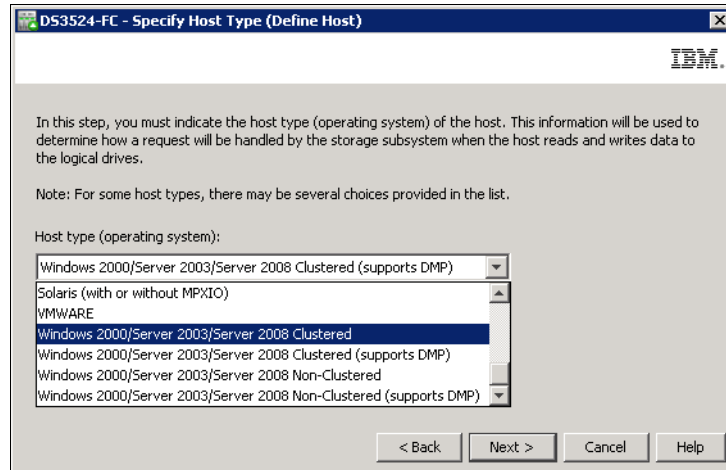 DS3524-FC - Specify Host Type (Define Host)
IBM.
In this step, you must indicate the host type (operating system) of the host. This information will be used to
determine how a request will be handled by the storage subsystem when the host reads and writes data to
the logical drives.
Note: For some host types, there may be several choices provided in the list.
Host type (operating system):
Windows 2000/Server 2003/Server 2008 Clustered (supports DMP)
Solaris (with or without MPXIO)
VMWARE
Windows 2000/Server 2003/Server 2008 Clustered
Windows 2000/Server 2003/Server 2008 Clustered (supports DMP)
Windows 2000/Server 2003/Server 2008 Non-Clustered
Windows 2000/Server 2003/Server 2008 Non-Clustered (supports DMP)
< Back Next > Cancel Help